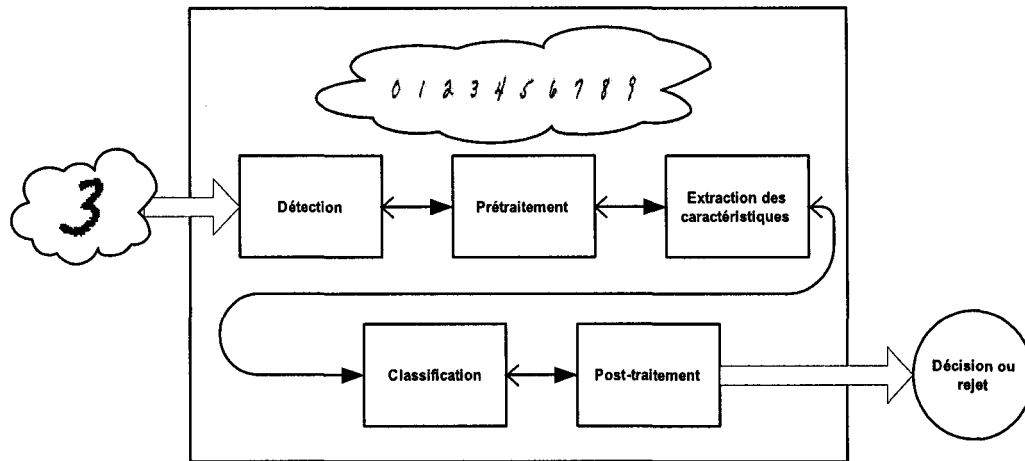 0 1 2 3 4 5 6 7 8 9
3
Détection
Prétraitement
Extraction des
caractéristiques
Classification
Post-traitement
Décision ou
rejet